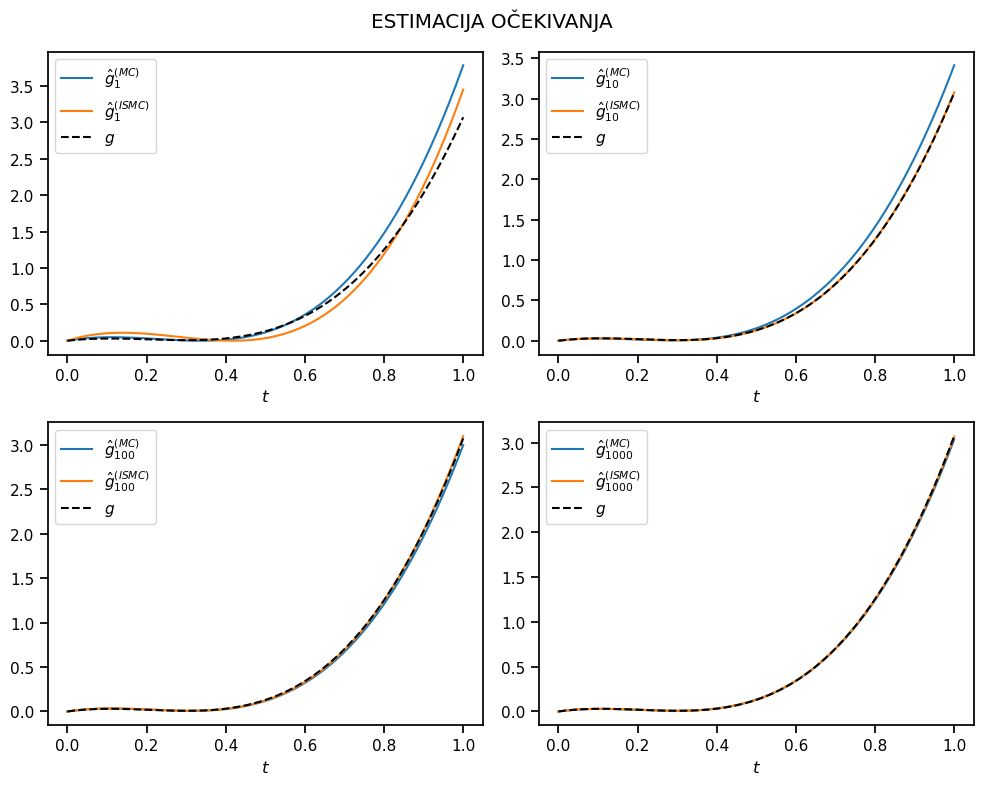 ESTIMACIJA OČEKIVANJA
ĝ₁^(MC)
ĝ₁^(ISMC)
g
3.5
3.0
2.5
2.0
1.5
1.0
0.5
0.0
0.0 0.2 0.4 0.6 0.8 1.0
t
ĝ₁₀^(MC)
ĝ₁₀^(ISMC)
g
3.5
3.0
2.5
2.0
1.5
1.0
0.5
0.0
0.0 0.2 0.4 0.6 0.8 1.0
t
ĝ₁₀₀^(MC)
ĝ₁₀₀^(ISMC)
g
3.0
2.5
2.0
1.5
1.0
0.5
0.0
0.0 0.2 0.4 0.6 0.8 1.0
t
ĝ₁₀₀₀^(MC)
ĝ₁₀₀₀^(ISMC)
g
3.0
2.5
2.0
1.5
1.0
0.5
0.0
0.0 0.2 0.4 0.6 0.8 1.0
t